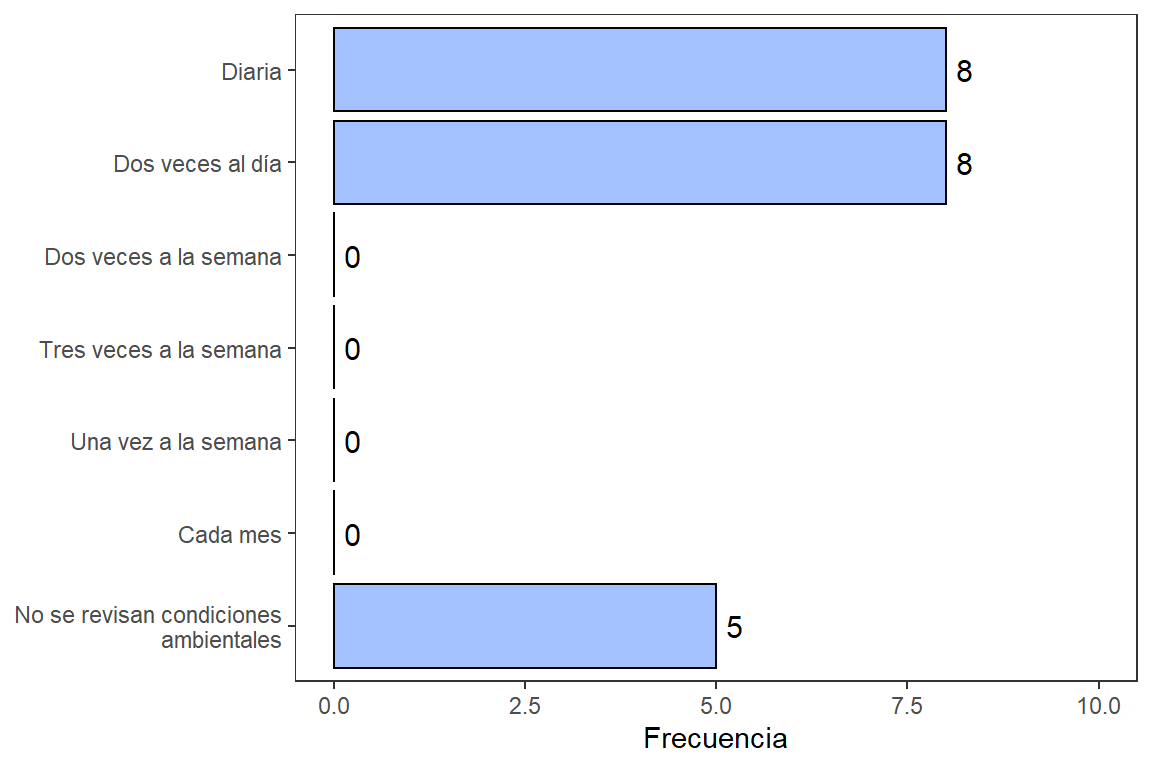 Diaria
8
Dos veces al día
8
Dos veces a la semana
0
Tres veces a la semana
0
Una vez a la semana
0
Cada mes
0
No se revisan condiciones
ambientales
5
0.0 2.5 5.0 7.5 10.0
Frecuencia